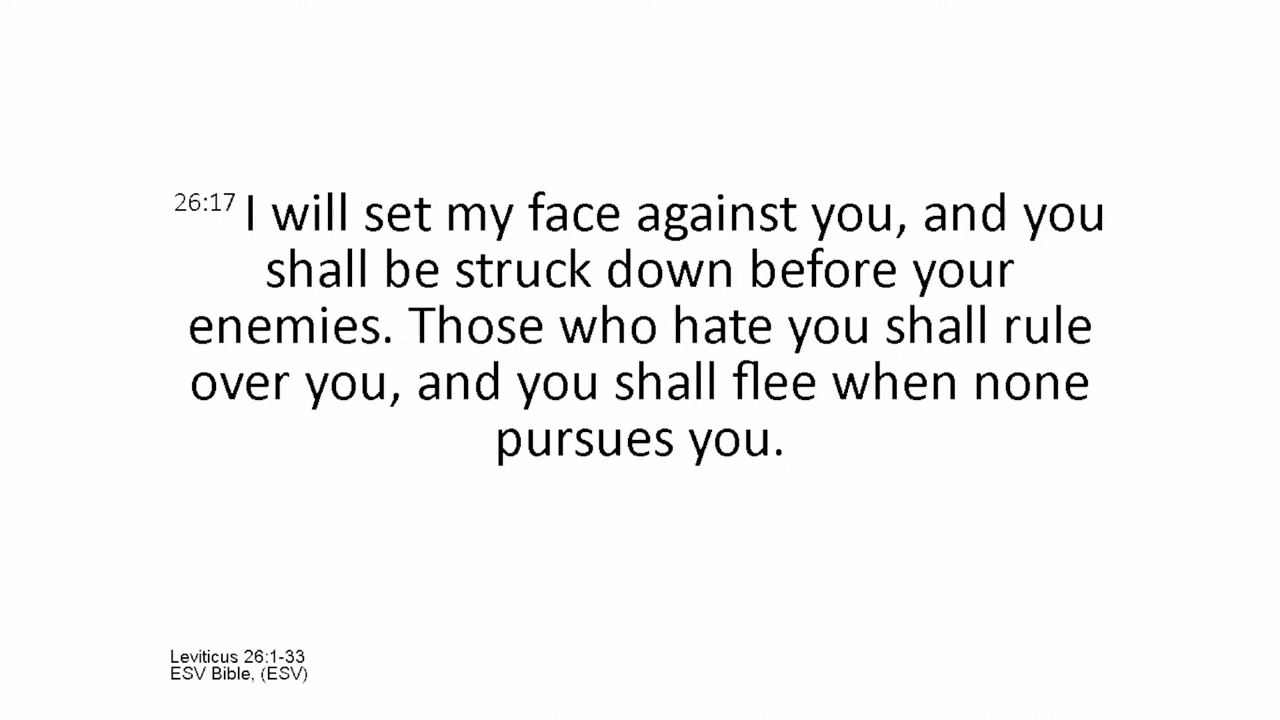 26:17 I will set my face against you, and you
shall be struck down before your
enemies. Those who hate you shall rule
over you, and you shall flee when none
pursues you.
Leviticus 26:1-33
ESV Bible, (ESV)